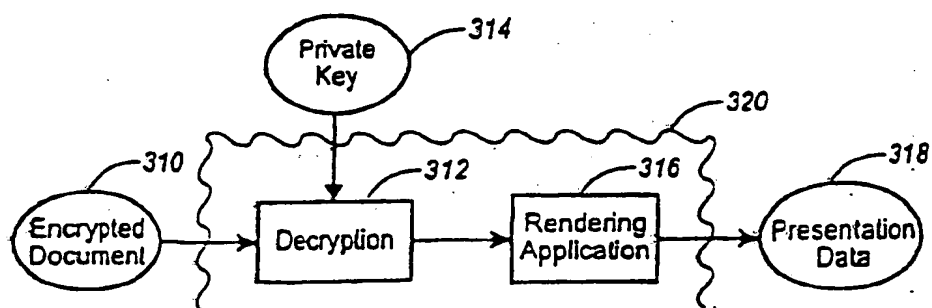 314
Private
Key
320
310
312
316
318
Encrypted
Document
Decryption
Rendering
Application
Presentation
Data